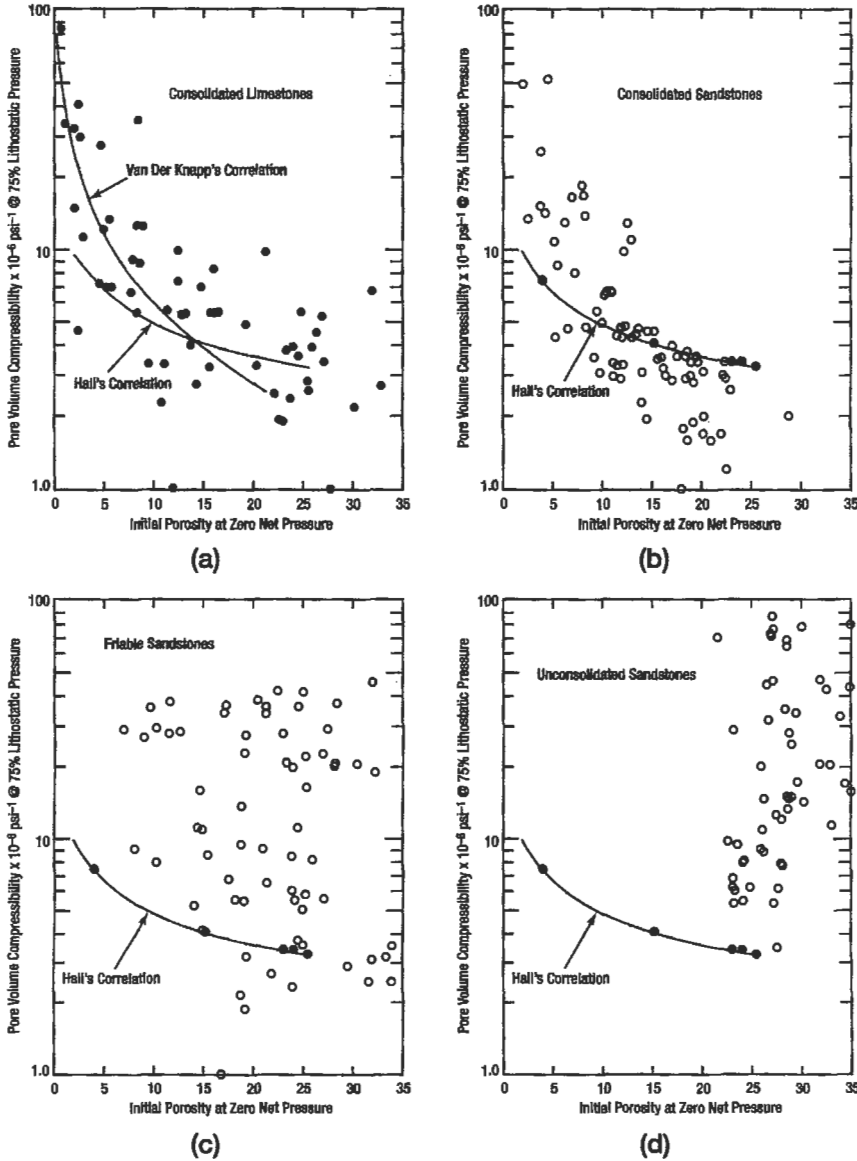 Pore Volume Compressibility x 10⁻⁶ psi⁻¹ @ 75% Lithostatic Pressure
100
10
1.0
Consolidated Limestones
Van Der Knapp's Correlation
Hall's Correlation
0 5 10 15 20 25 30 35
Initial Porosity at Zero Net Pressure
(a)
Pore Volume Compressibility x 10⁻⁶ psi⁻¹ @ 75% Lithostatic Pressure
100
10
1.0
Consolidated Sandstones
Hall's Correlation
0 5 10 15 20 25 30 35
Initial Porosity at Zero Net Pressure
(b)
Pore Volume Compressibility x 10⁻⁶ psi⁻¹ @ 75% Lithostatic Pressure
100
10
1.0
Friable Sandstones
Hall's Correlation
0 5 10 15 20 25 30 35
Initial Porosity at Zero Net Pressure
(c)
Pore Volume Compressibility x 10⁻⁶ psi⁻¹ @ 75% Lithostatic Pressure
100
10
1.0
Unconsolidated Sandstones
Hall's Correlation
0 5 10 15 20 25 30 35
Initial Porosity at Zero Net Pressure
(d)